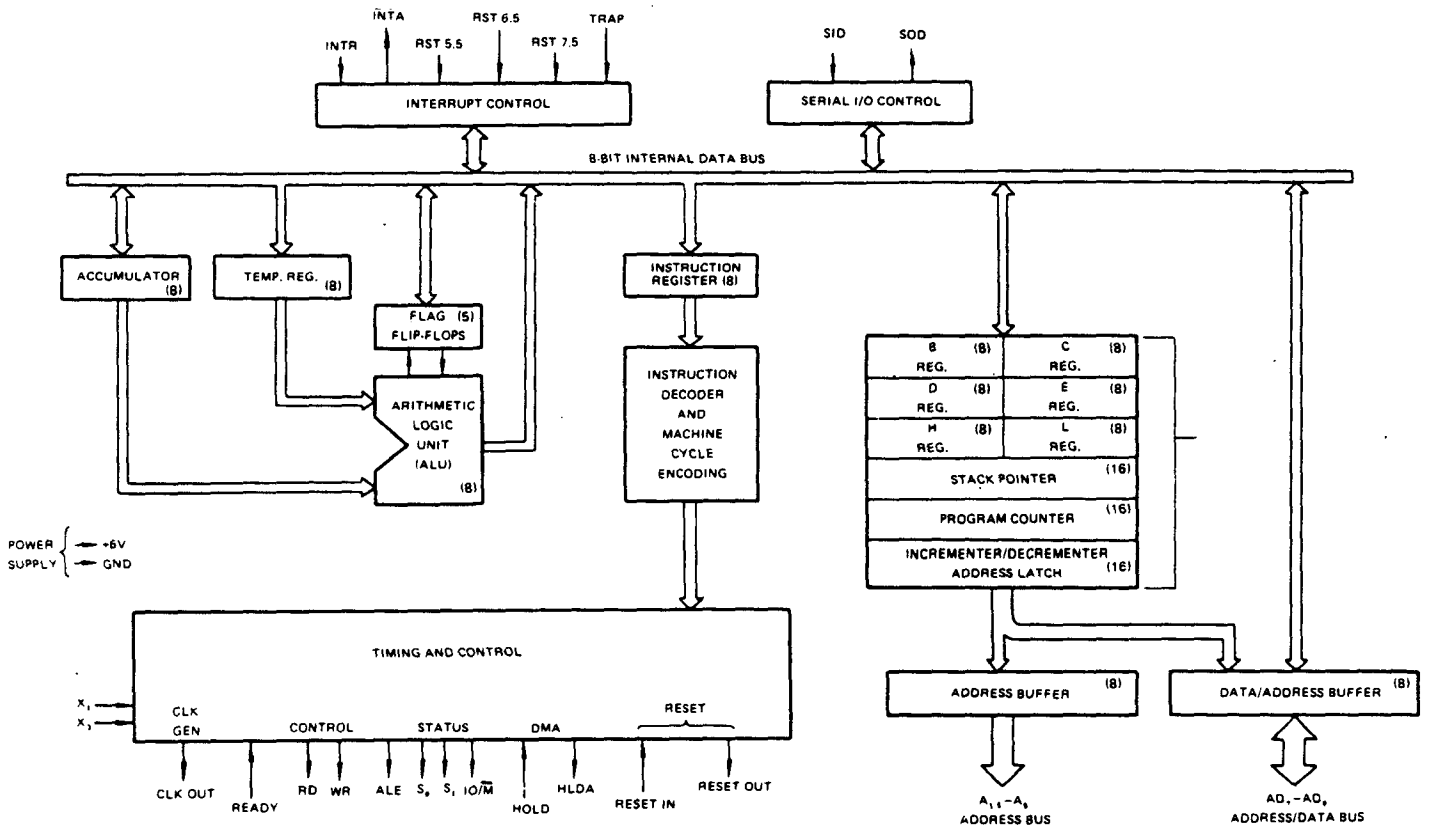 INTR
INTA
RST 5.5
RST 6.5
RST 7.5
TRAP
INTERRUPT CONTROL
SID
SOD
SERIAL I/O CONTROL
8-BIT INTERNAL DATA BUS
ACCUMULATOR
(8)
TEMP. REG.
(8)
FLAG (5)
FLIP-FLOPS
ARITHMETIC
LOGIC
UNIT
(ALU)
(8)
INSTRUCTION
REGISTER (8)
INSTRUCTION
DECODER
AND
MACHINE
CYCLE
ENCODING
B (8)
REG.
C (8)
REG.
D (8)
REG.
E (8)
REG.
H (8)
REG.
L (8)
REG.
STACK POINTER (16)
PROGRAM COUNTER (16)
INCREMENTER/DECREMENTER
ADDRESS LATCH (16)
POWER
SUPPLY
+6V
GND
TIMING AND CONTROL
X₁
CLK
GEN
CONTROL
STATUS
DMA
RESET
CLK OUT
READY
RD
WR
ALE
S₁
IO/M̅
HOLD
HLDA
RESET IN
RESET OUT
ADDRESS BUFFER (8)
DATA/ADDRESS BUFFER (8)
ADDRESS BUS
ADDRESS/DATA BUS